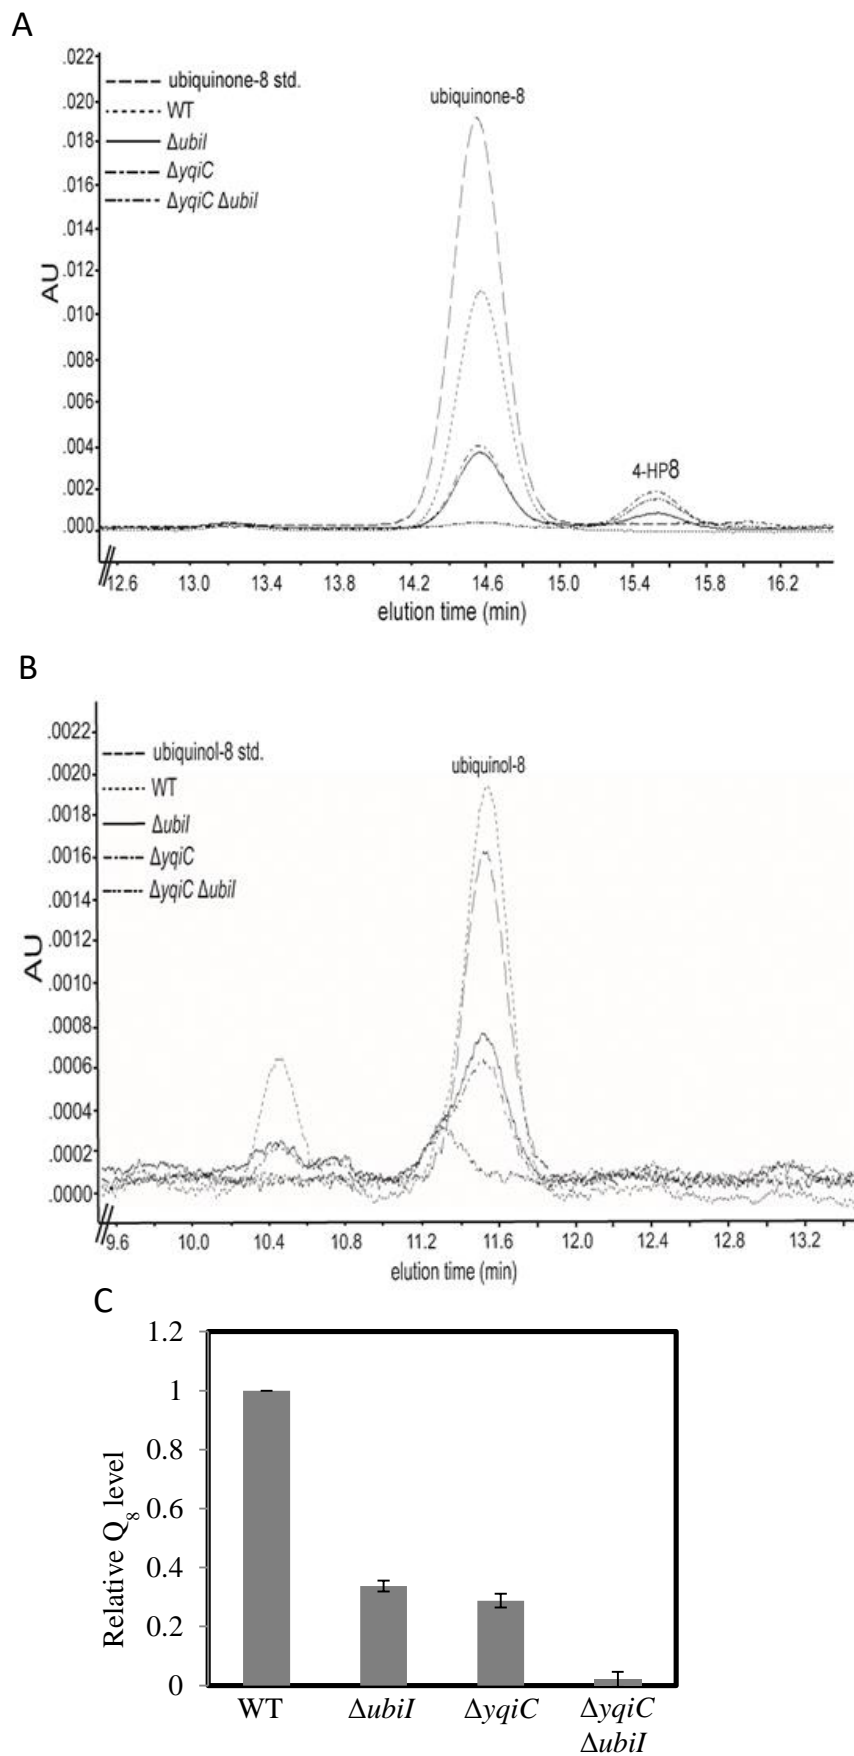 A
.022
.020
.018
.016
.014
.012
.010
.008
.006
.004
.002
.000
AU
ubiquinone-8 std.
WT
ΔubiI
ΔyqiC
ΔyqiC ΔubiI
ubiquinone-8
4-HP8
12.6 13.0 13.4 13.8 14.2 14.6 15.0 15.4 15.8 16.2
elution time (min)
B
.0022
.0020
.0018
.0016
.0014
.0012
.0010
.0008
.0006
.0004
.0002
.0000
AU
ubiquinol-8 std.
WT
ΔubiI
ΔyqiC
ΔyqiC ΔubiI
ubiquinol-8
9.6 10.0 10.4 10.8 11.2 11.6 12.0 12.4 12.8 13.2
elution time (min)
C
1.2
1
0.8
0.6
0.4
0.2
0
Relative Q8 level
WT ΔubiI ΔyqiC ΔyqiC
ΔubiI